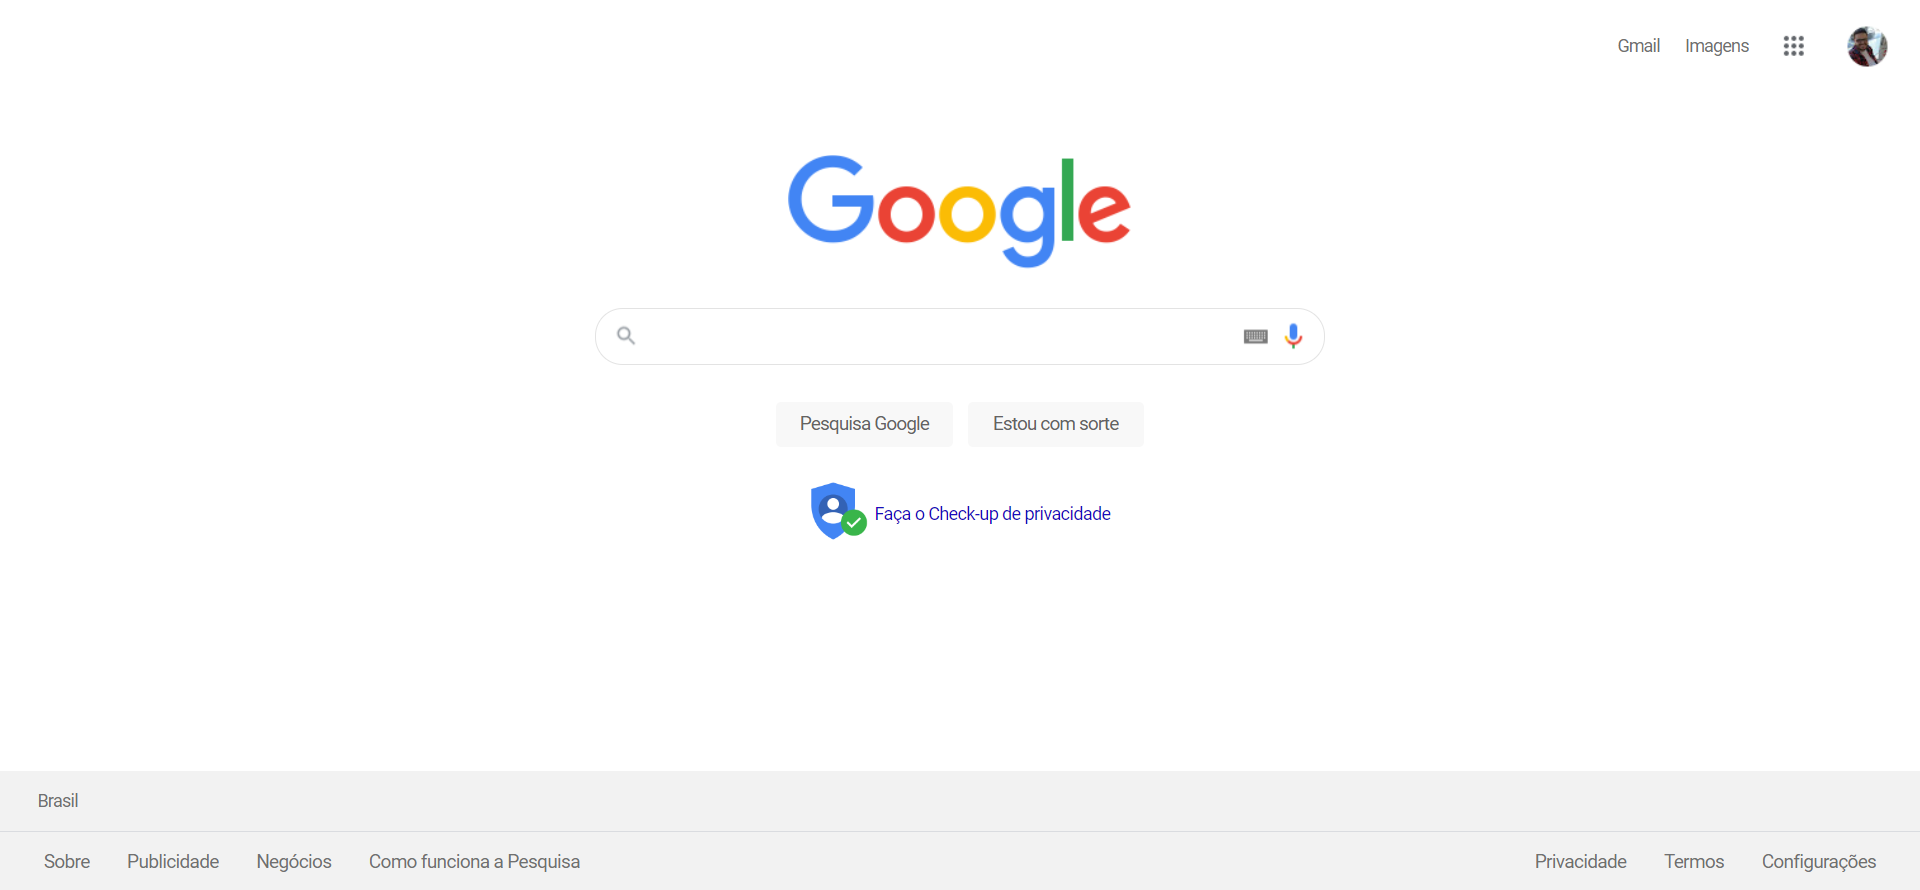 Gmail Imagens
Google
Pesquisa Google Estou com sorte
Faça o Check-up de privacidade
Brasil
Sobre Publicidade Negócios Como funciona a Pesquisa Privacidade Termos Configurações